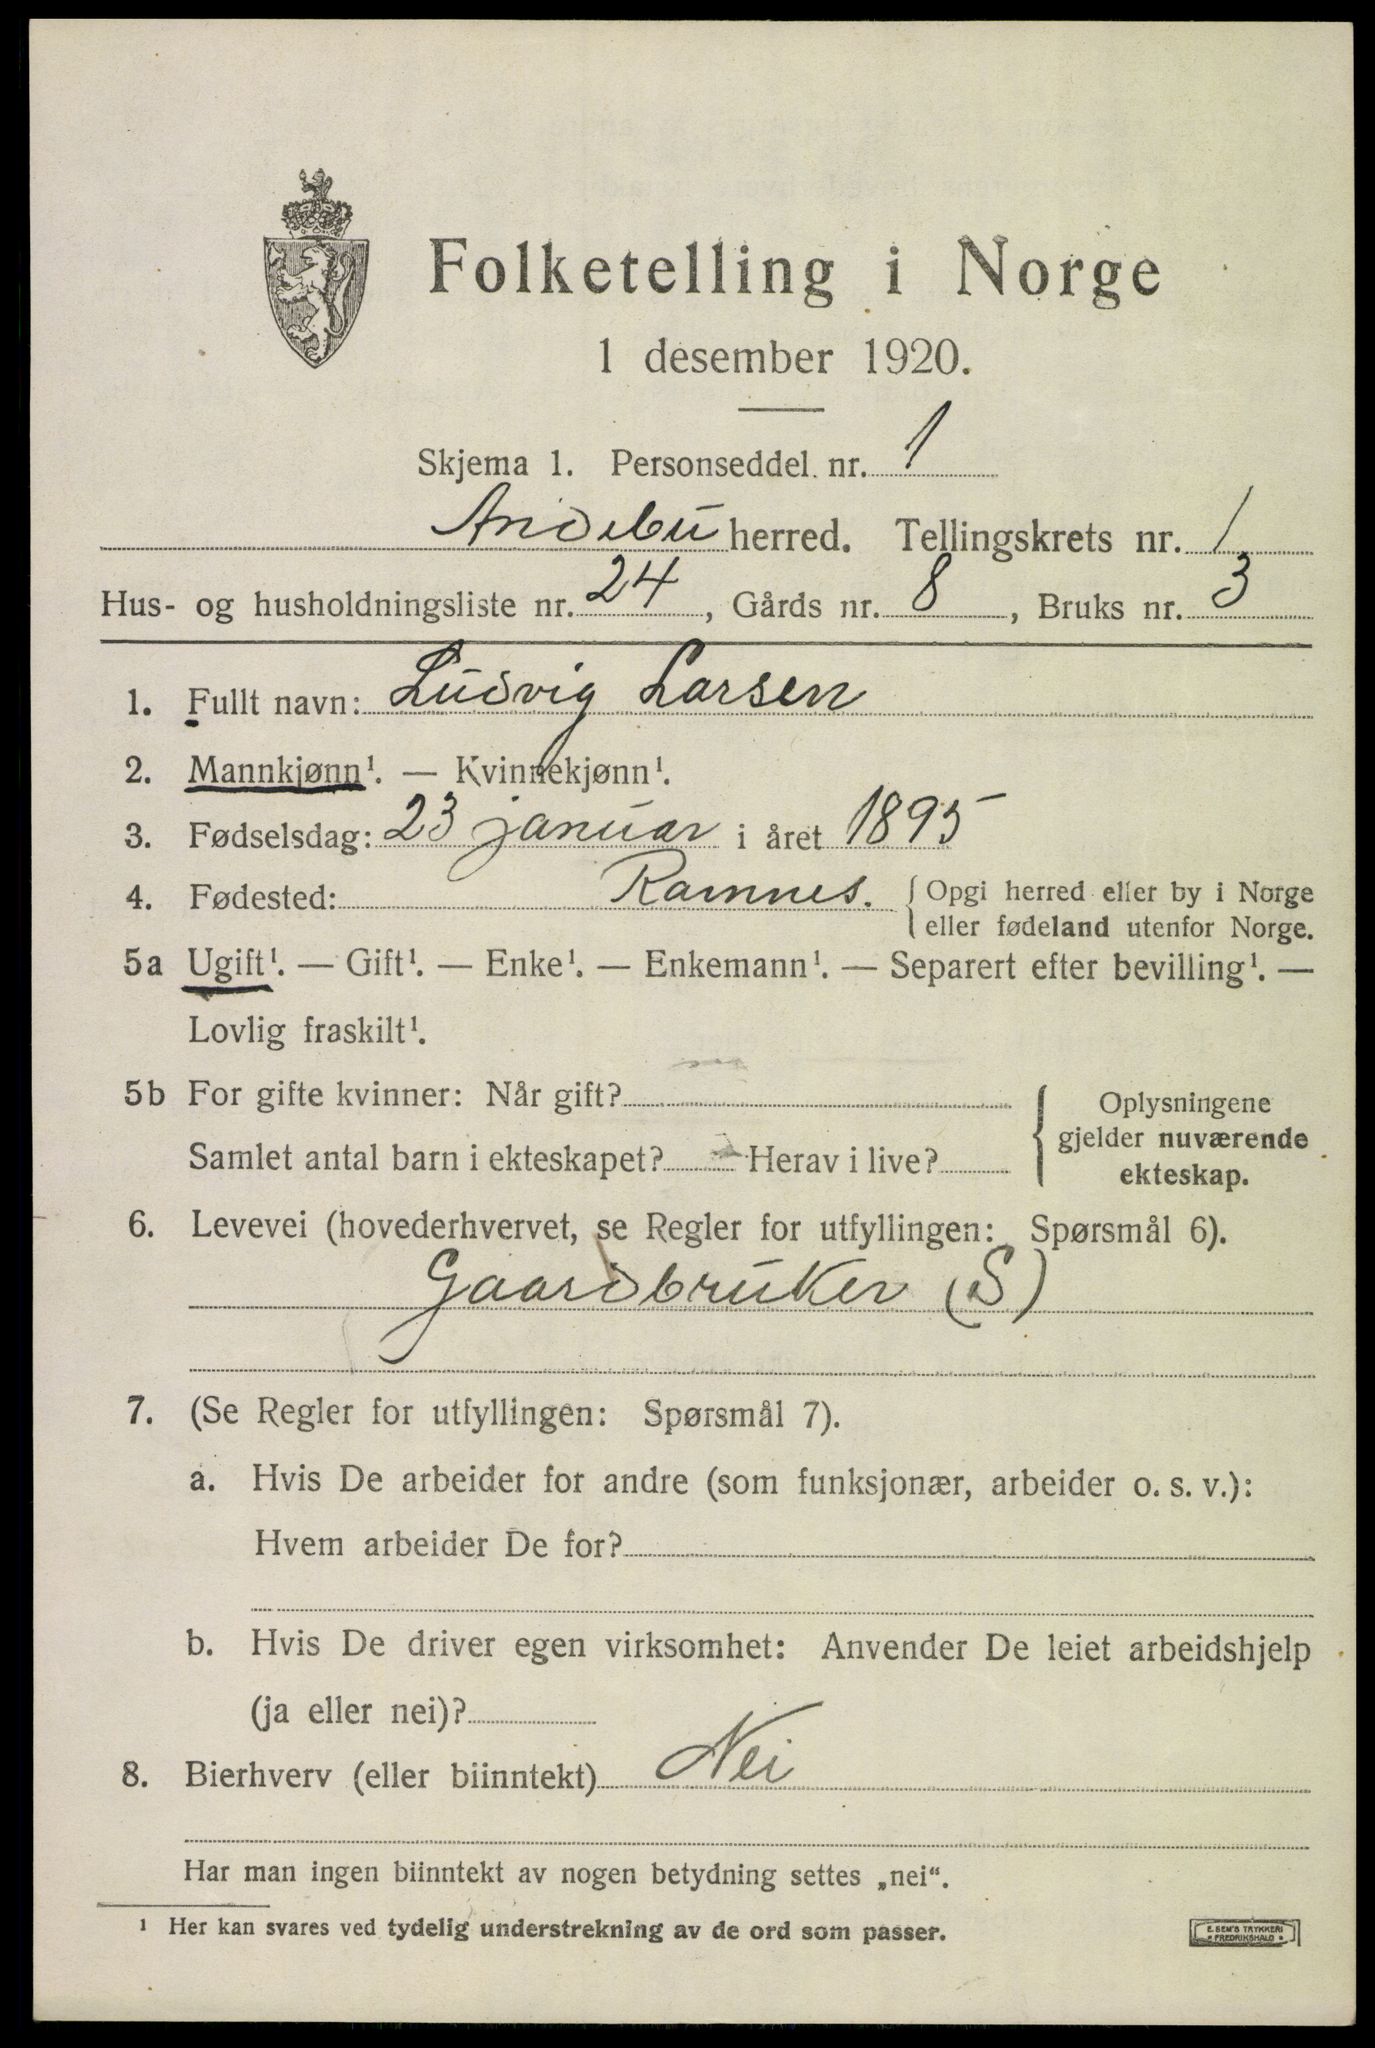 Folketelling i Norge
1 desember 1920.
Skjema 1. Personseddel nr. 1
Andebu herred. Tellingskrets nr. 1
Hus- og husholdningsliste nr. 24, Gårds nr. 8, Bruks nr. 3
1. Fullt navn: Ludvig Larsen
2. Mannkjønn¹. — Kvinnekjønn¹.
3. Fødselsdag: 23 januar i året 1895
4. Fødested: Ramnes. { Opgi herred eller by i Norge
eller fødeland utenfor Norge.
5a Ugift¹. — Gift¹. — Enke¹. — Enkemann¹. — Separert efter bevilling¹. —
Lovlig fraskilt¹.
5b For gifte kvinner: Når gift?
Samlet antal barn i ekteskapet? Herav i live?
{ Oplysningene
gjelder nuværende
ekteskap.
6. Levevei (hovederhvervet, se Regler for utfyllingen: Spørsmål 6).
Gaardbruker (S)
7. (Se Regler for utfyllingen: Spørsmål 7).
a. Hvis De arbeider for andre (som funksjonær, arbeider o. s. v.):
Hvem arbeider De for?
b. Hvis De driver egen virksomhet: Anvender De leiet arbeidshjelp
(ja eller nei)?
8. Bierhverv (eller biinntekt) Nei
Har man ingen biinntekt av nogen betydning settes „nei“.
¹ Her kan svares ved tydelig understrekning av de ord som passer.
E. SEM'S TRYKKERI
• FREDRIKSHALD •